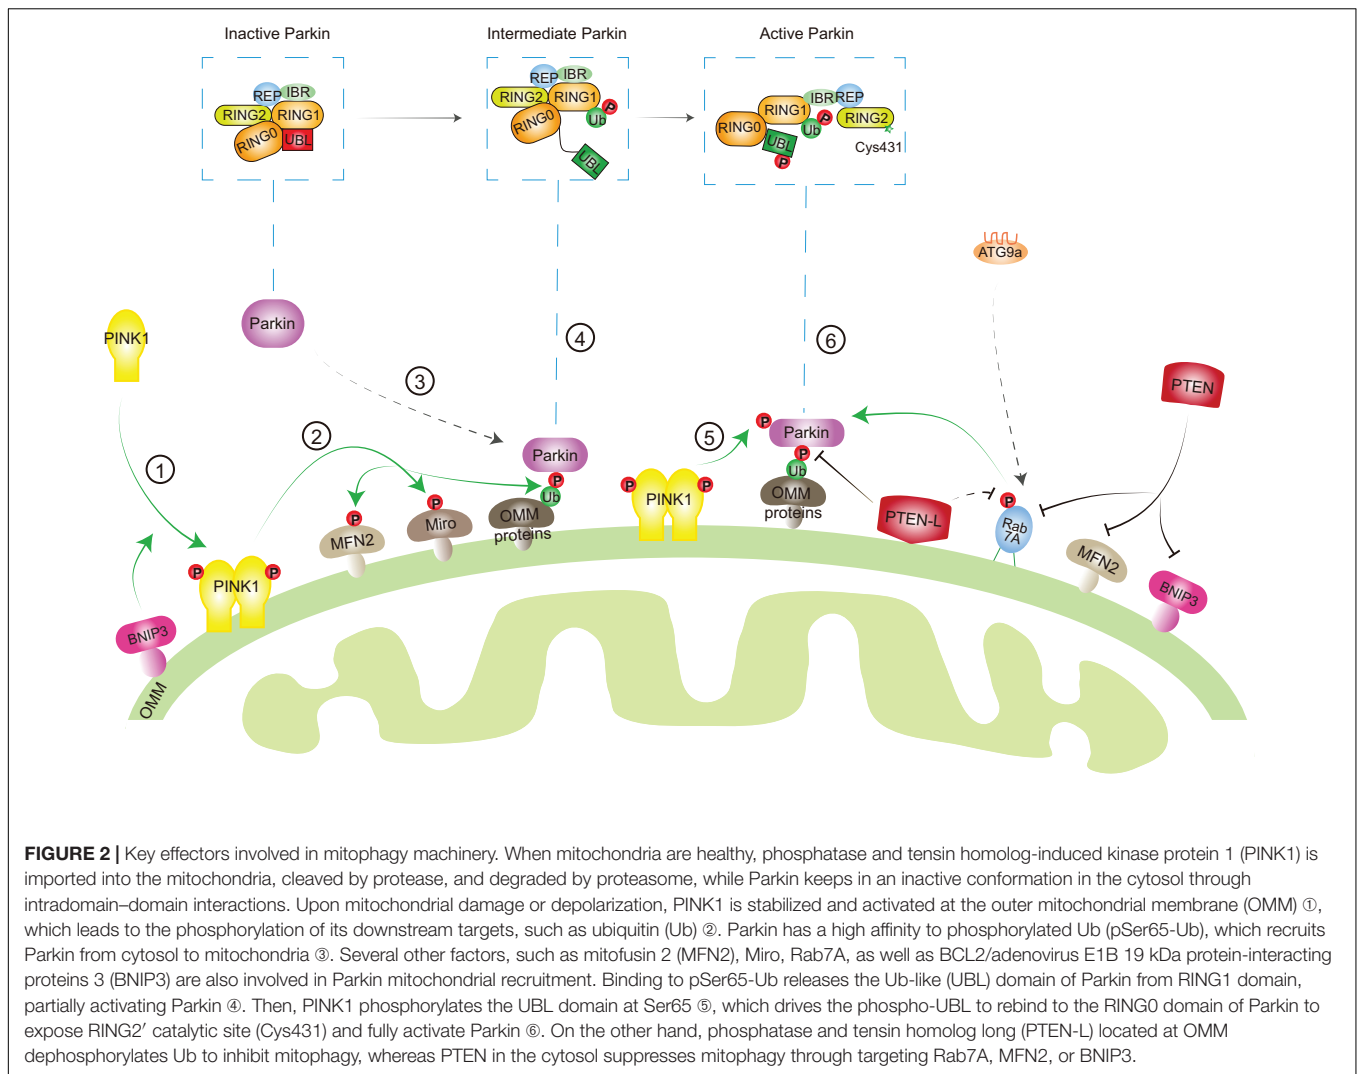 Inactive Parkin
Intermediate Parkin
Active Parkin
REP
IBR
RING2
RING1
RING0
UBL
REP
IBR
RING2
RING1
P
RING0
Ub
UBL
IBR
REP
RING1
P
RING2
RING0
Ub
UBL
Cys431
P
ATG9a
Parkin
PINK1
④
⑥
③
PTEN
②
⑤
①
P
Parkin
Parkin
P
P
Ub
P
P
Miro
MFN2
OMM
proteins
P
P
PINK1
P
Ub
OMM
proteins
PTEN-L
P
Rab
7A
MFN2
BNIP3
P
P
PINK1
BNIP3
OMM
FIGURE 2 | Key effectors involved in mitophagy machinery. When mitochondria are healthy, phosphatase and tensin homolog-induced kinase protein 1 (PINK1) is
imported into the mitochondria, cleaved by protease, and degraded by proteasome, while Parkin keeps in an inactive conformation in the cytosol through
intradomain–domain interactions. Upon mitochondrial damage or depolarization, PINK1 is stabilized and activated at the outer mitochondrial membrane (OMM) ①,
which leads to the phosphorylation of its downstream targets, such as ubiquitin (Ub) ②. Parkin has a high affinity to phosphorylated Ub (pSer65-Ub), which recruits
Parkin from cytosol to mitochondria ③. Several other factors, such as mitofusin 2 (MFN2), Miro, Rab7A, as well as BCL2/adenovirus E1B 19 kDa protein-interacting
proteins 3 (BNIP3) are also involved in Parkin mitochondrial recruitment. Binding to pSer65-Ub releases the Ub-like (UBL) domain of Parkin from RING1 domain,
partially activating Parkin ④. Then, PINK1 phosphorylates the UBL domain at Ser65 ⑤, which drives the phospho-UBL to rebind to the RING0 domain of Parkin to
expose RING2′ catalytic site (Cys431) and fully activate Parkin ⑥. On the other hand, phosphatase and tensin homolog long (PTEN-L) located at OMM
dephosphorylates Ub to inhibit mitophagy, whereas PTEN in the cytosol suppresses mitophagy through targeting Rab7A, MFN2, or BNIP3.